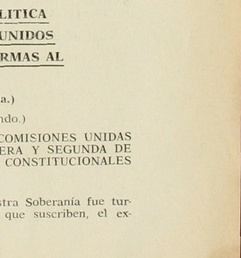 LITICA
UNIDOS
RMAS AL
a.)
ndo.)
COMISIONES UNIDAS
ERA Y SEGUNDA DE
CONSTITUCIONALES
stra Soberanía fue tur-
que suscriben, el ex-